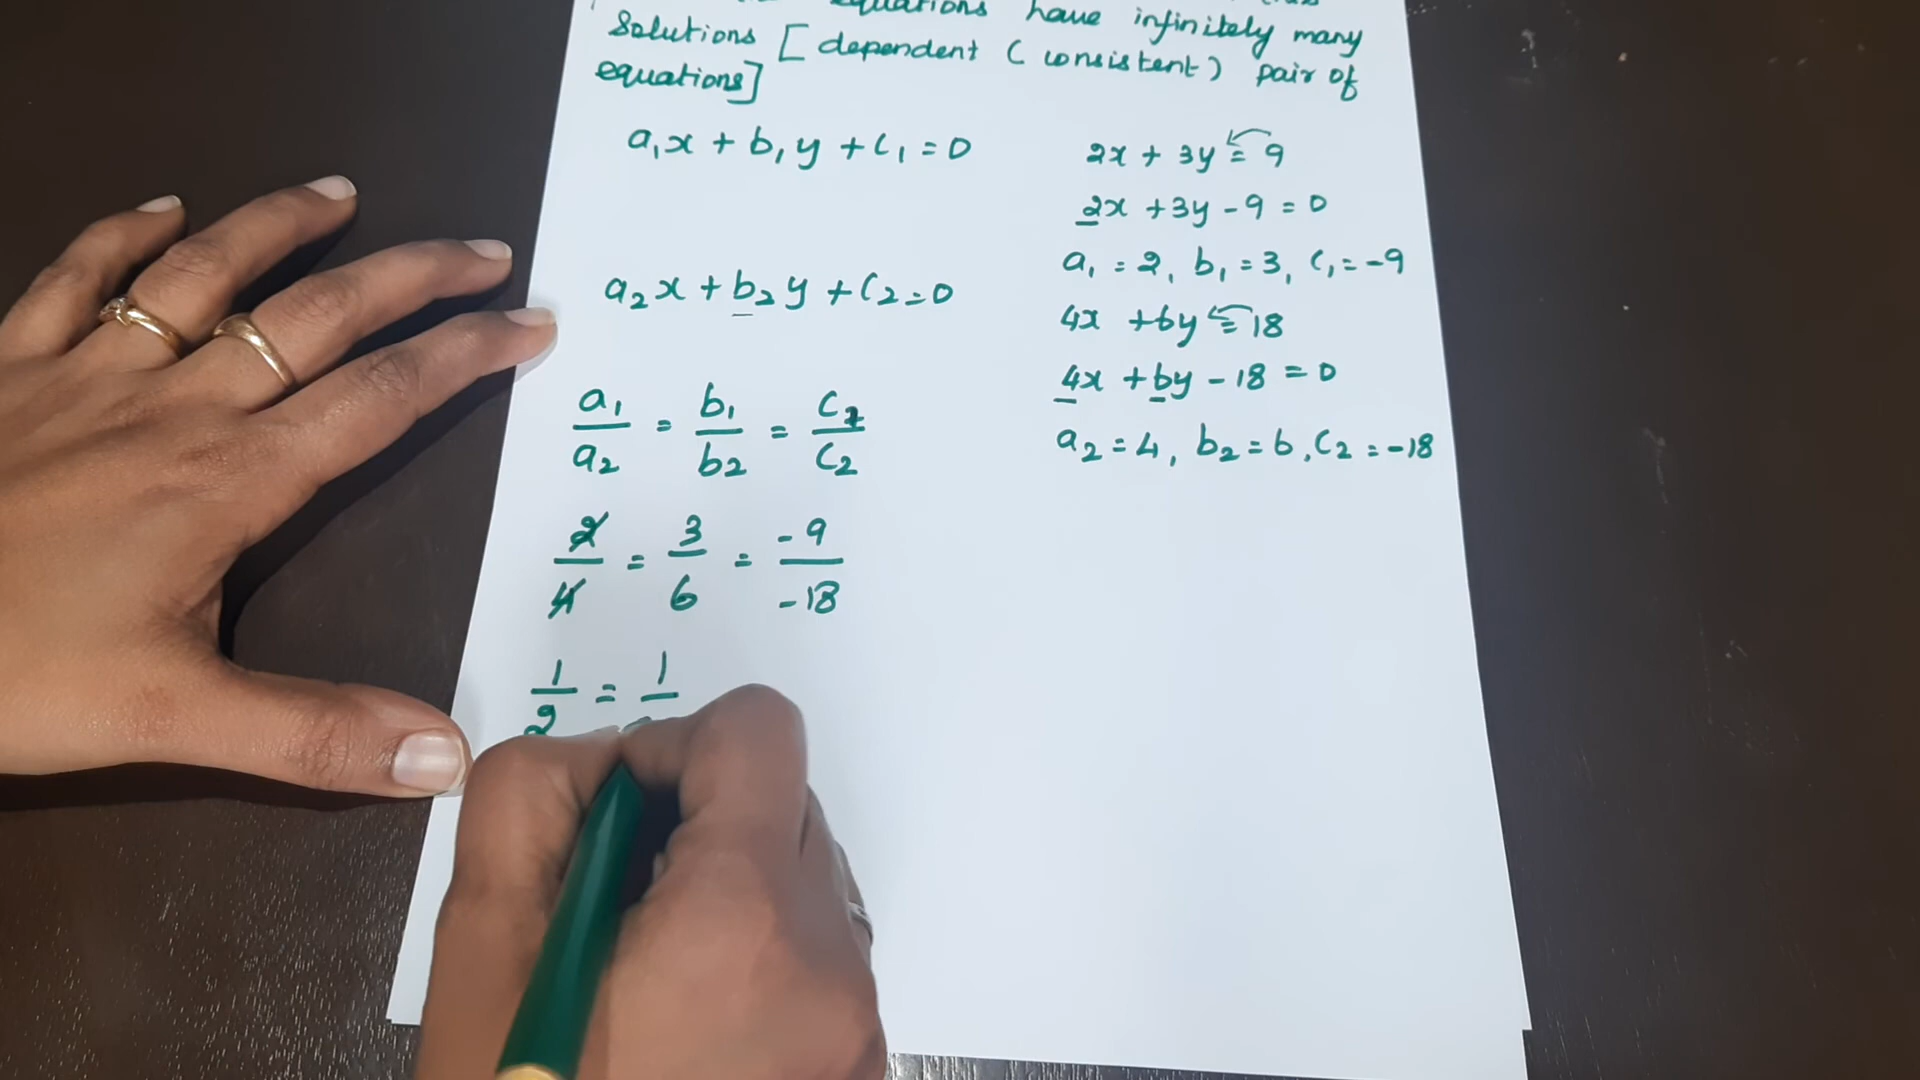 equations have infinitely many
Solutions [dependent (consistent) pair of
equations]
a₁x + b₁y + c₁ = 0
a₂x + b₂y + c₂ = 0
a₁/a₂ = b₁/b₂ = c₁/c₂
2/4 = 3/6 = -9/-18
1/2 = 1/
2x + 3y = 9
2x + 3y - 9 = 0
a₁ = 2, b₁ = 3, c₁ = -9
4x + 6y = 18
4x + 6y - 18 = 0
a₂ = 4, b₂ = 6, c₂ = -18